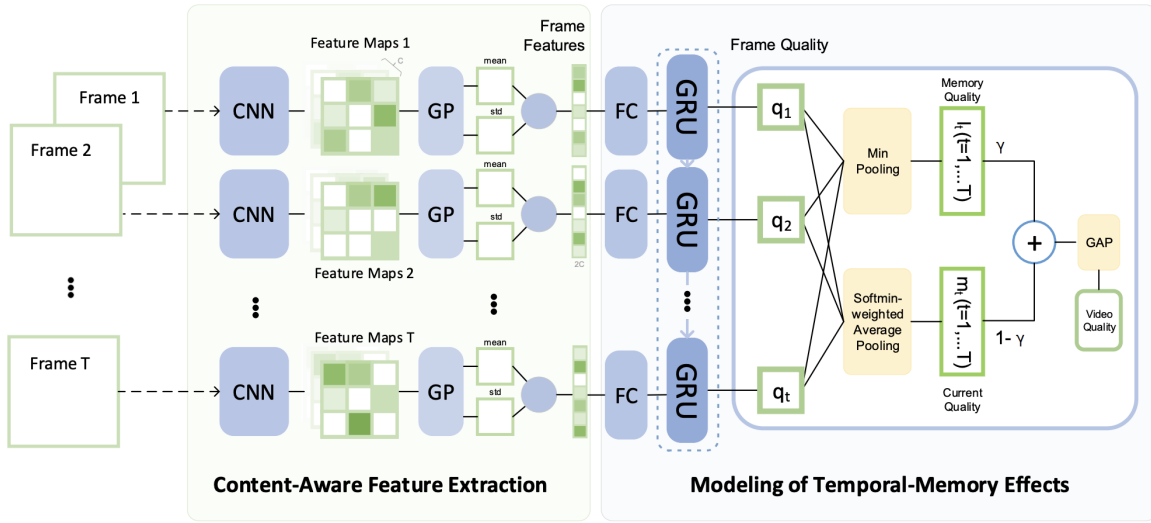 Frame 1
Frame 2
Frame T
CNN
Feature Maps 1
C
GP
mean
std
Frame
Features
CNN
Feature Maps 2
GP
mean
std
2C
CNN
Feature Maps T
GP
mean
std
Content-Aware Feature Extraction
FC
GRU
FC
GRU
FC
GRU
Frame Quality
q1
q2
qt
Min
Pooling
Softmin-
weighted
Average
Pooling
Memory
Quality
lt(t=1,...T)
γ
mt(t=1,...T)
1- γ
Current
Quality
+
GAP
Video
Quality
Modeling of Temporal-Memory Effects